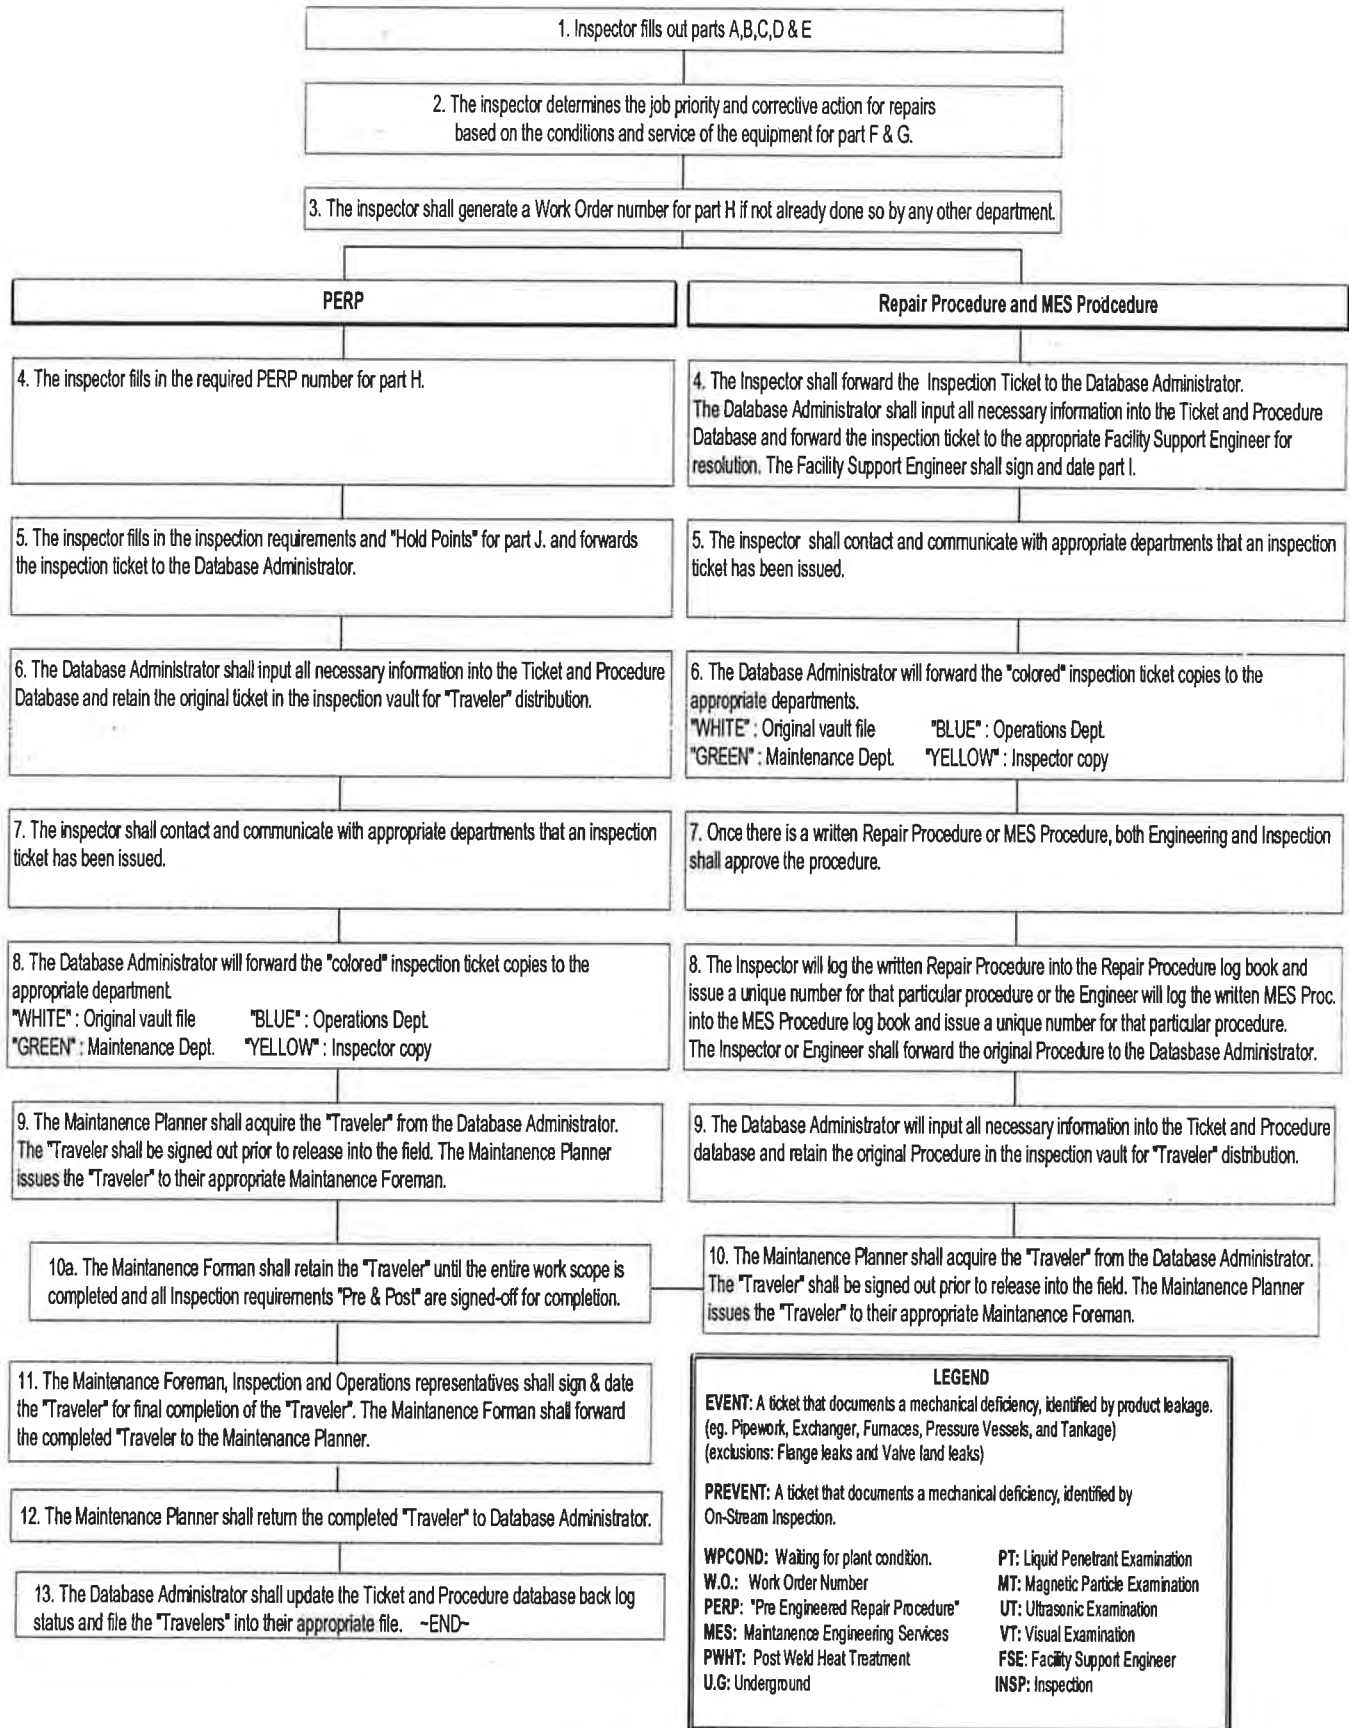 1. Inspector fills out parts A,B,C,D & E
2. The inspector determines the job priority and corrective action for repairs
based on the conditions and service of the equipment for part F & G.
3. The inspector shall generate a Work Order number for part H if not already done so by any other department.
PERP
4. The inspector fills in the required PERP number for part H.
5. The inspector fills in the inspection requirements and "Hold Points" for part J. and forwards
the inspection ticket to the Database Administrator.
6. The Database Administrator shall input all necessary information into the Ticket and Procedure
Database and retain the original ticket in the inspection vault for "Traveler" distribution.
7. The inspector shall contact and communicate with appropriate departments that an inspection
ticket has been issued.
8. The Database Administrator will forward the "colored" inspection ticket copies to the
appropriate department.
"WHITE" : Original vault file "BLUE" : Operations Dept.
"GREEN" : Maintenance Dept. "YELLOW" : Inspector copy
9. The Maintanence Planner shall acquire the "Traveler" from the Database Administrator.
The "Traveler shall be signed out prior to release into the field. The Maintanence Planner
issues the "Traveler" to their appropriate Maintanence Foreman.
10a. The Maintanence Forman shall retain the "Traveler" until the entire work scope is
completed and all Inspection requirements "Pre & Post" are signed-off for completion.
11. The Maintenance Foreman, Inspection and Operations representatives shall sign & date
the "Traveler" for final completion of the "Traveler". The Maintanence Forman shall forward
the completed "Traveler to the Maintenance Planner.
12. The Maintenance Planner shall return the completed "Traveler" to Database Administrator.
13. The Database Administrator shall update the Ticket and Procedure database back log
status and file the "Travelers" into their appropriate file. ~END~
Repair Procedure and MES Prodcedure
4. The Inspector shall forward the Inspection Ticket to the Database Administrator.
The Database Administrator shall input all necessary information into the Ticket and Procedure
Database and forward the inspection ticket to the appropriate Facility Support Engineer for
resolution. The Facility Support Engineer shall sign and date part I.
5. The inspector shall contact and communicate with appropriate departments that an inspection
ticket has been issued.
6. The Database Administrator will forward the "colored" inspection ticket copies to the
appropriate departments.
"WHITE" : Original vault file "BLUE" : Operations Dept.
"GREEN" : Maintenance Dept. "YELLOW" : Inspector copy
7. Once there is a written Repair Procedure or MES Procedure, both Engineering and Inspection
shall approve the procedure.
8. The Inspector will log the written Repair Procedure into the Repair Procedure log book and
issue a unique number for that particular procedure or the Engineer will log the written MES Proc.
into the MES Procedure log book and issue a unique number for that particular procedure.
The Inspector or Engineer shall forward the original Procedure to the Datasbase Administrator.
9. The Database Administrator will input all necessary information into the Ticket and Procedure
database and retain the original Procedure in the inspection vault for "Traveler" distribution.
10. The Maintanence Planner shall acquire the "Traveler" from the Database Administrator.
The "Traveler" shall be signed out prior to release into the field. The Maintanence Planner
issues the "Traveler" to their appropriate Maintanence Foreman.
LEGEND
EVENT: A ticket that documents a mechanical deficiency, identified by product leakage.
(eg. Pipework, Exchanger, Furnaces, Pressure Vessels, and Tankage)
(exclusions: Flange leaks and Valve land leaks)
PREVENT: A ticket that documents a mechanical deficiency, identified by
On-Stream Inspection.
WPCOND: Waiting for plant condition. PT: Liquid Penetrant Examination
W.O.: Work Order Number MT: Magnetic Particle Examination
PERP: "Pre Engineered Repair Procedure" UT: Ultrasonic Examination
MES: Maintanence Engineering Services VT: Visual Examination
PWHT: Post Weld Heat Treatment FSE: Facility Support Engineer
U.G: Underground INSP: Inspection